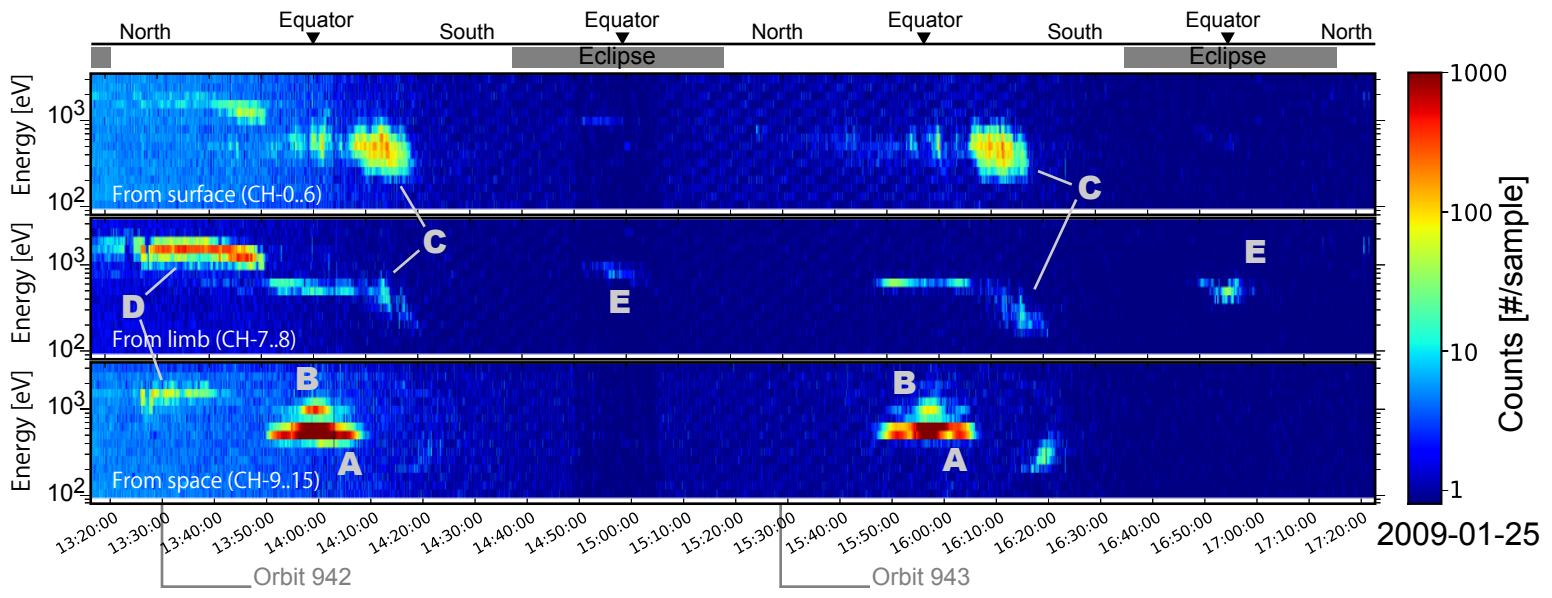 North Equator South Equator North Equator South Equator North
Eclipse Eclipse
Energy [eV] 10³ 10² From surface (CH-0..6)
C C
Energy [eV] 10³ 10² From limb (CH-7..8)
D E E
Energy [eV] 10³ 10² From space (CH-9..15)
B A B A
13:20:00 13:30:00 13:40:00 13:50:00 14:00:00 14:10:00 14:20:00 14:30:00 14:40:00 14:50:00 15:00:00 15:10:00 15:20:00 15:30:00 15:40:00 15:50:00 16:00:00 16:10:00 16:20:00 16:30:00 16:40:00 16:50:00 17:00:00 17:10:00 17:20:00
Orbit 942 Orbit 943
1000
100
10
1
Counts [#/sample]
2009-01-25